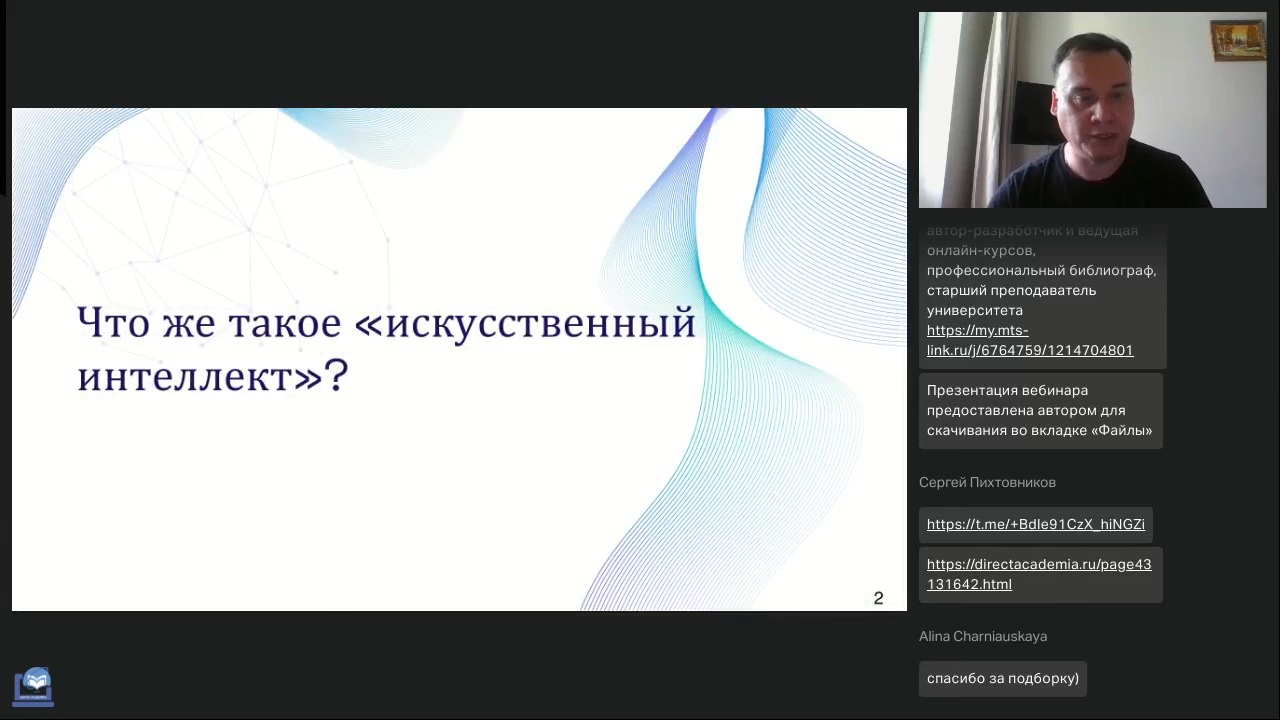 Что же такое «искусственный
интеллект»?
2
автор-разработчик и ведущая
онлайн-курсов,
профессиональный библиограф,
старший преподаватель
университета
https://my.mts-
link.ru/j/6764759/1214704801
Презентация вебинара
предоставлена автором для
скачивания во вкладке «Файлы»
Сергей Пихтовников
https://t.me/+BdIe91CzX_hiNGZi
https://directacademia.ru/page43
131642.html
Alina Charniauskaya
спасибо за подборку)